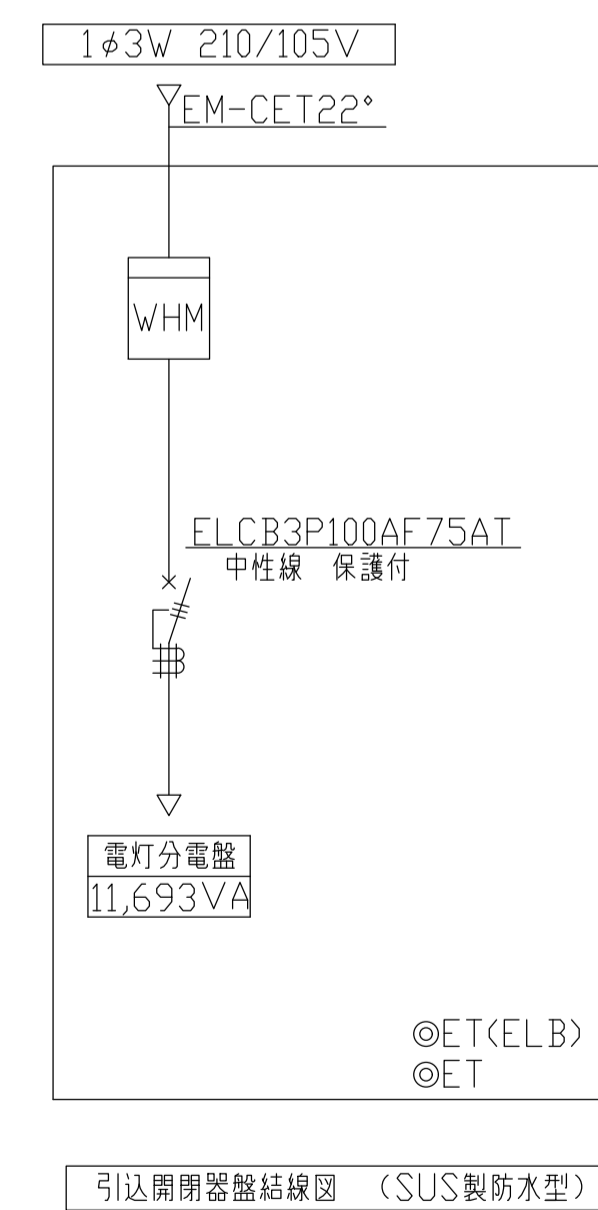 1φ3W 210/105V
EM-CET22°
WHM
ELCB3P100AF75AT
中性線 保護付
電灯分電盤
11,693VA
◎ET(ELB)
◎ET
引込開閉器盤結線図 (SUS製防水型)